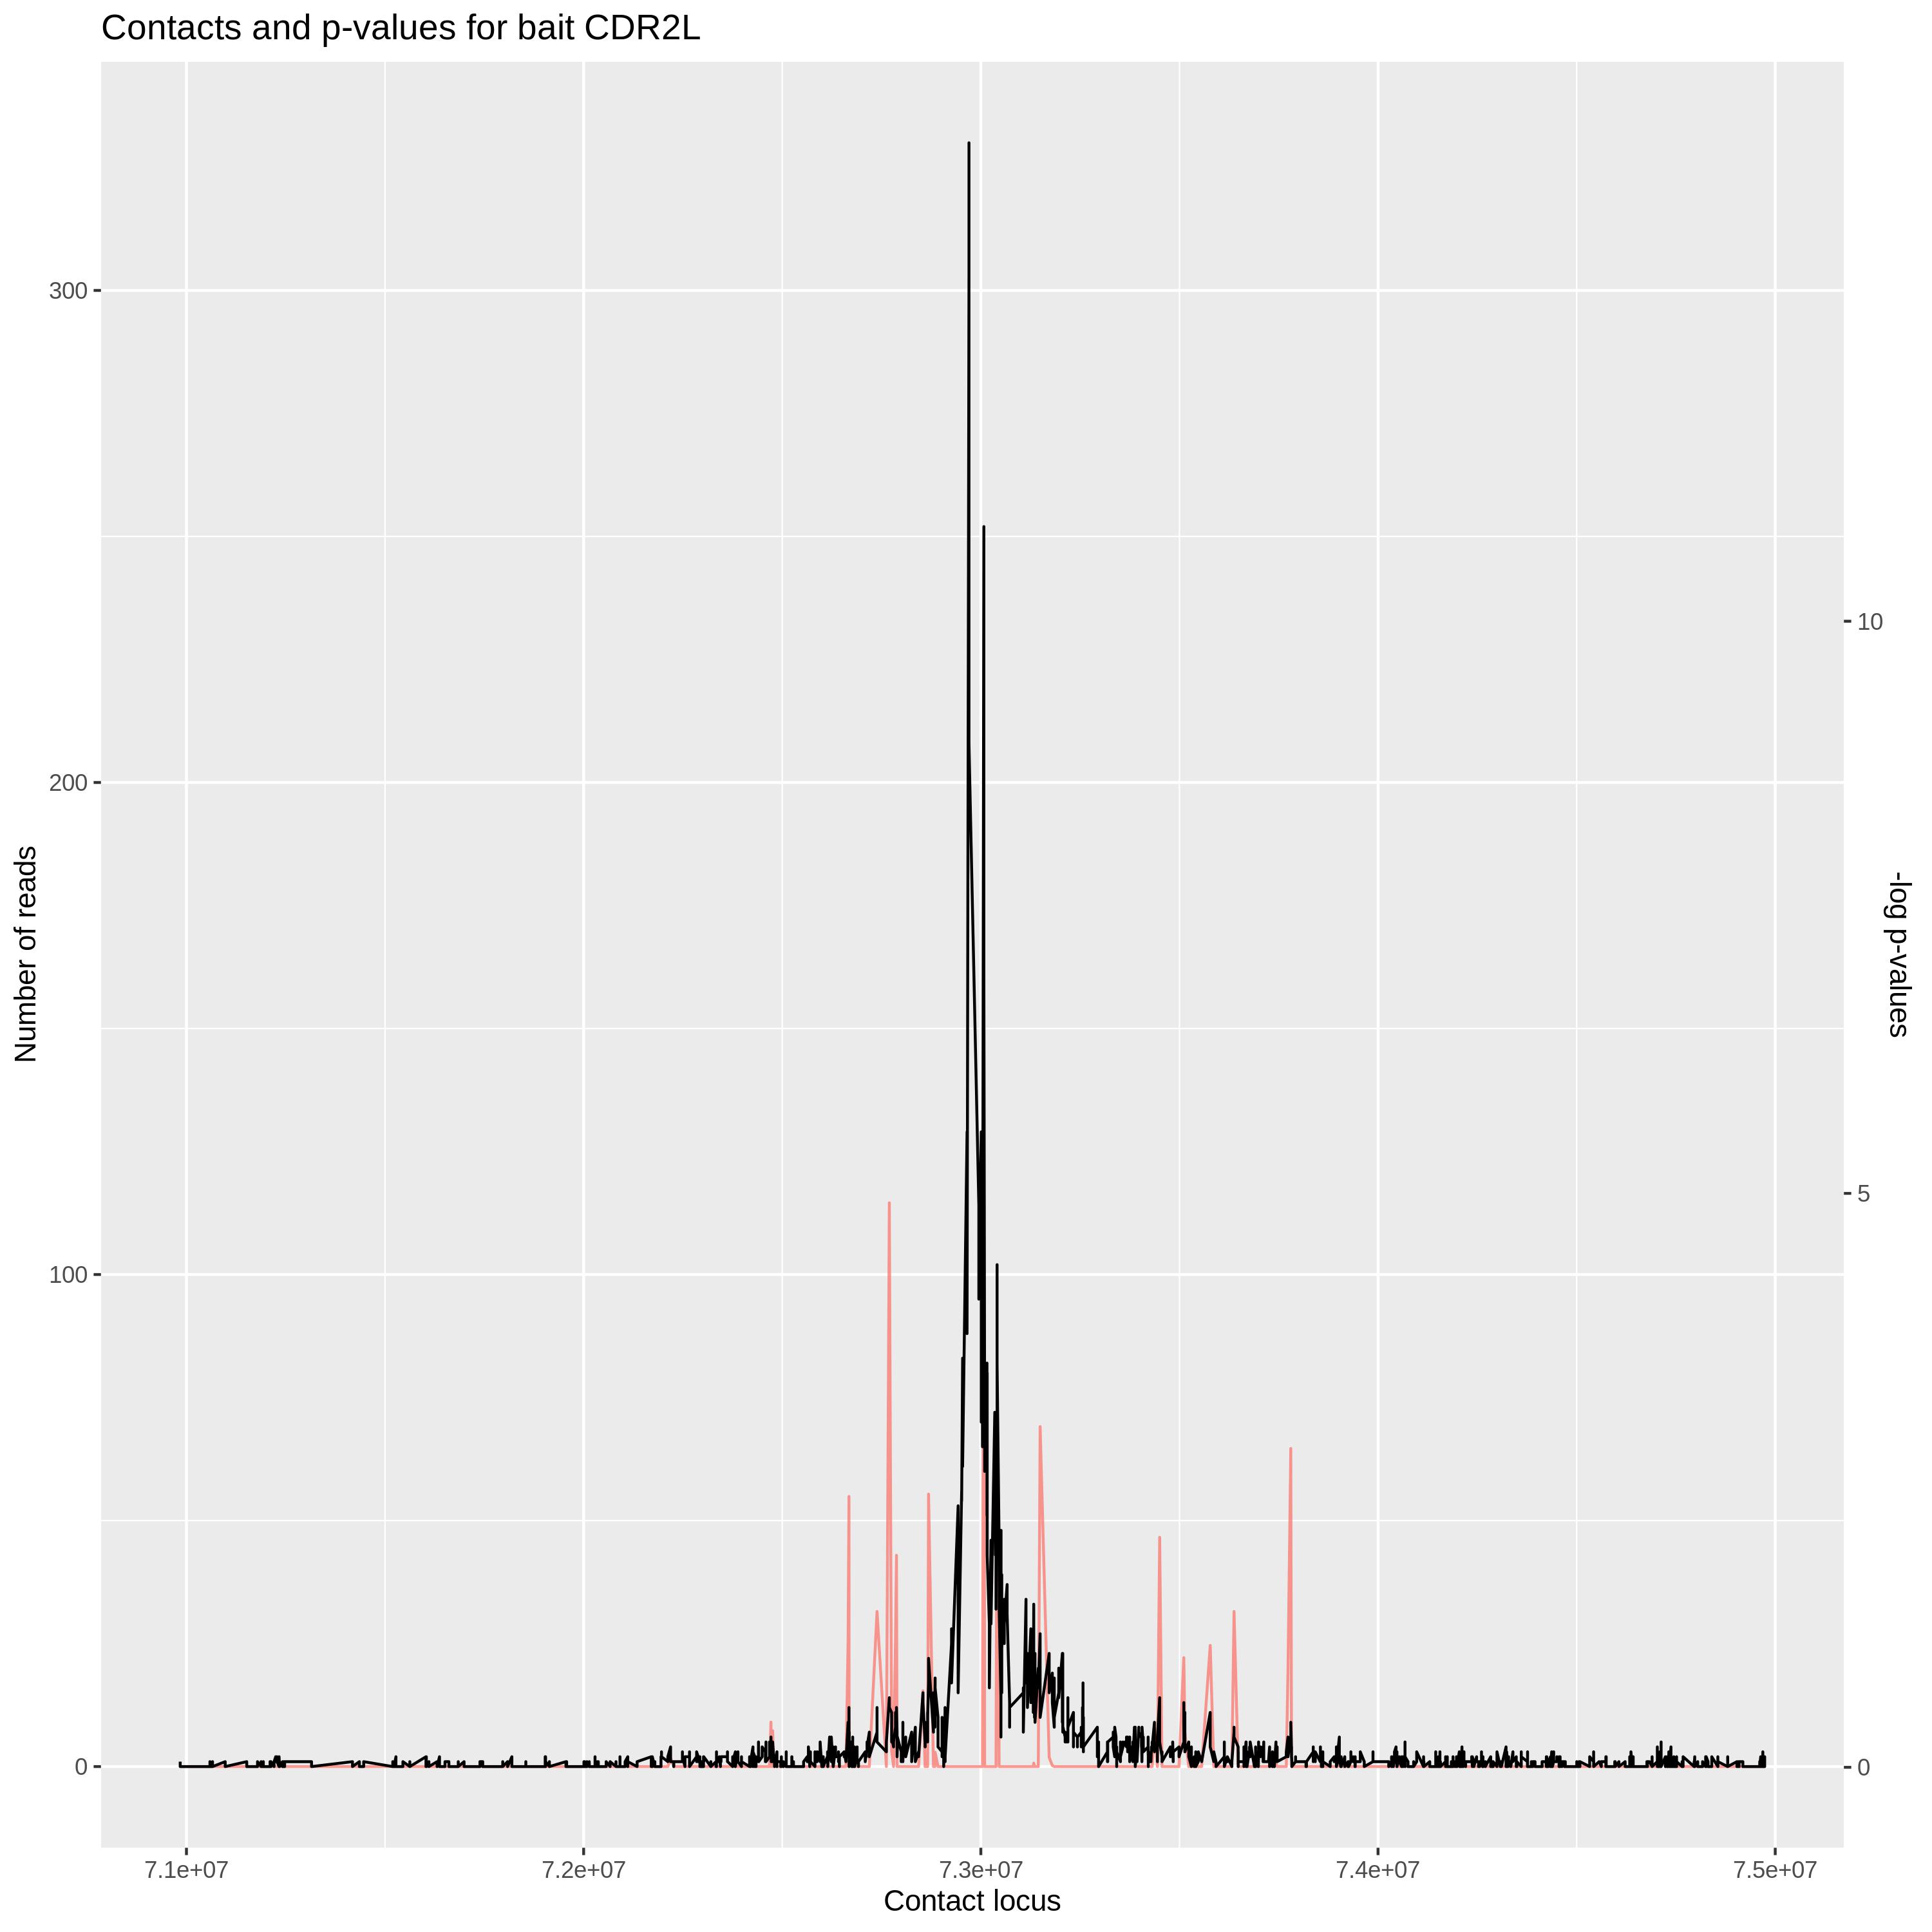 Contacts and p-values for bait CDR2L
Number of reads
300
200
100
0
10
5
0
-log p-values
7.1e+07
7.2e+07
7.3e+07
7.4e+07
7.5e+07
Contact locus